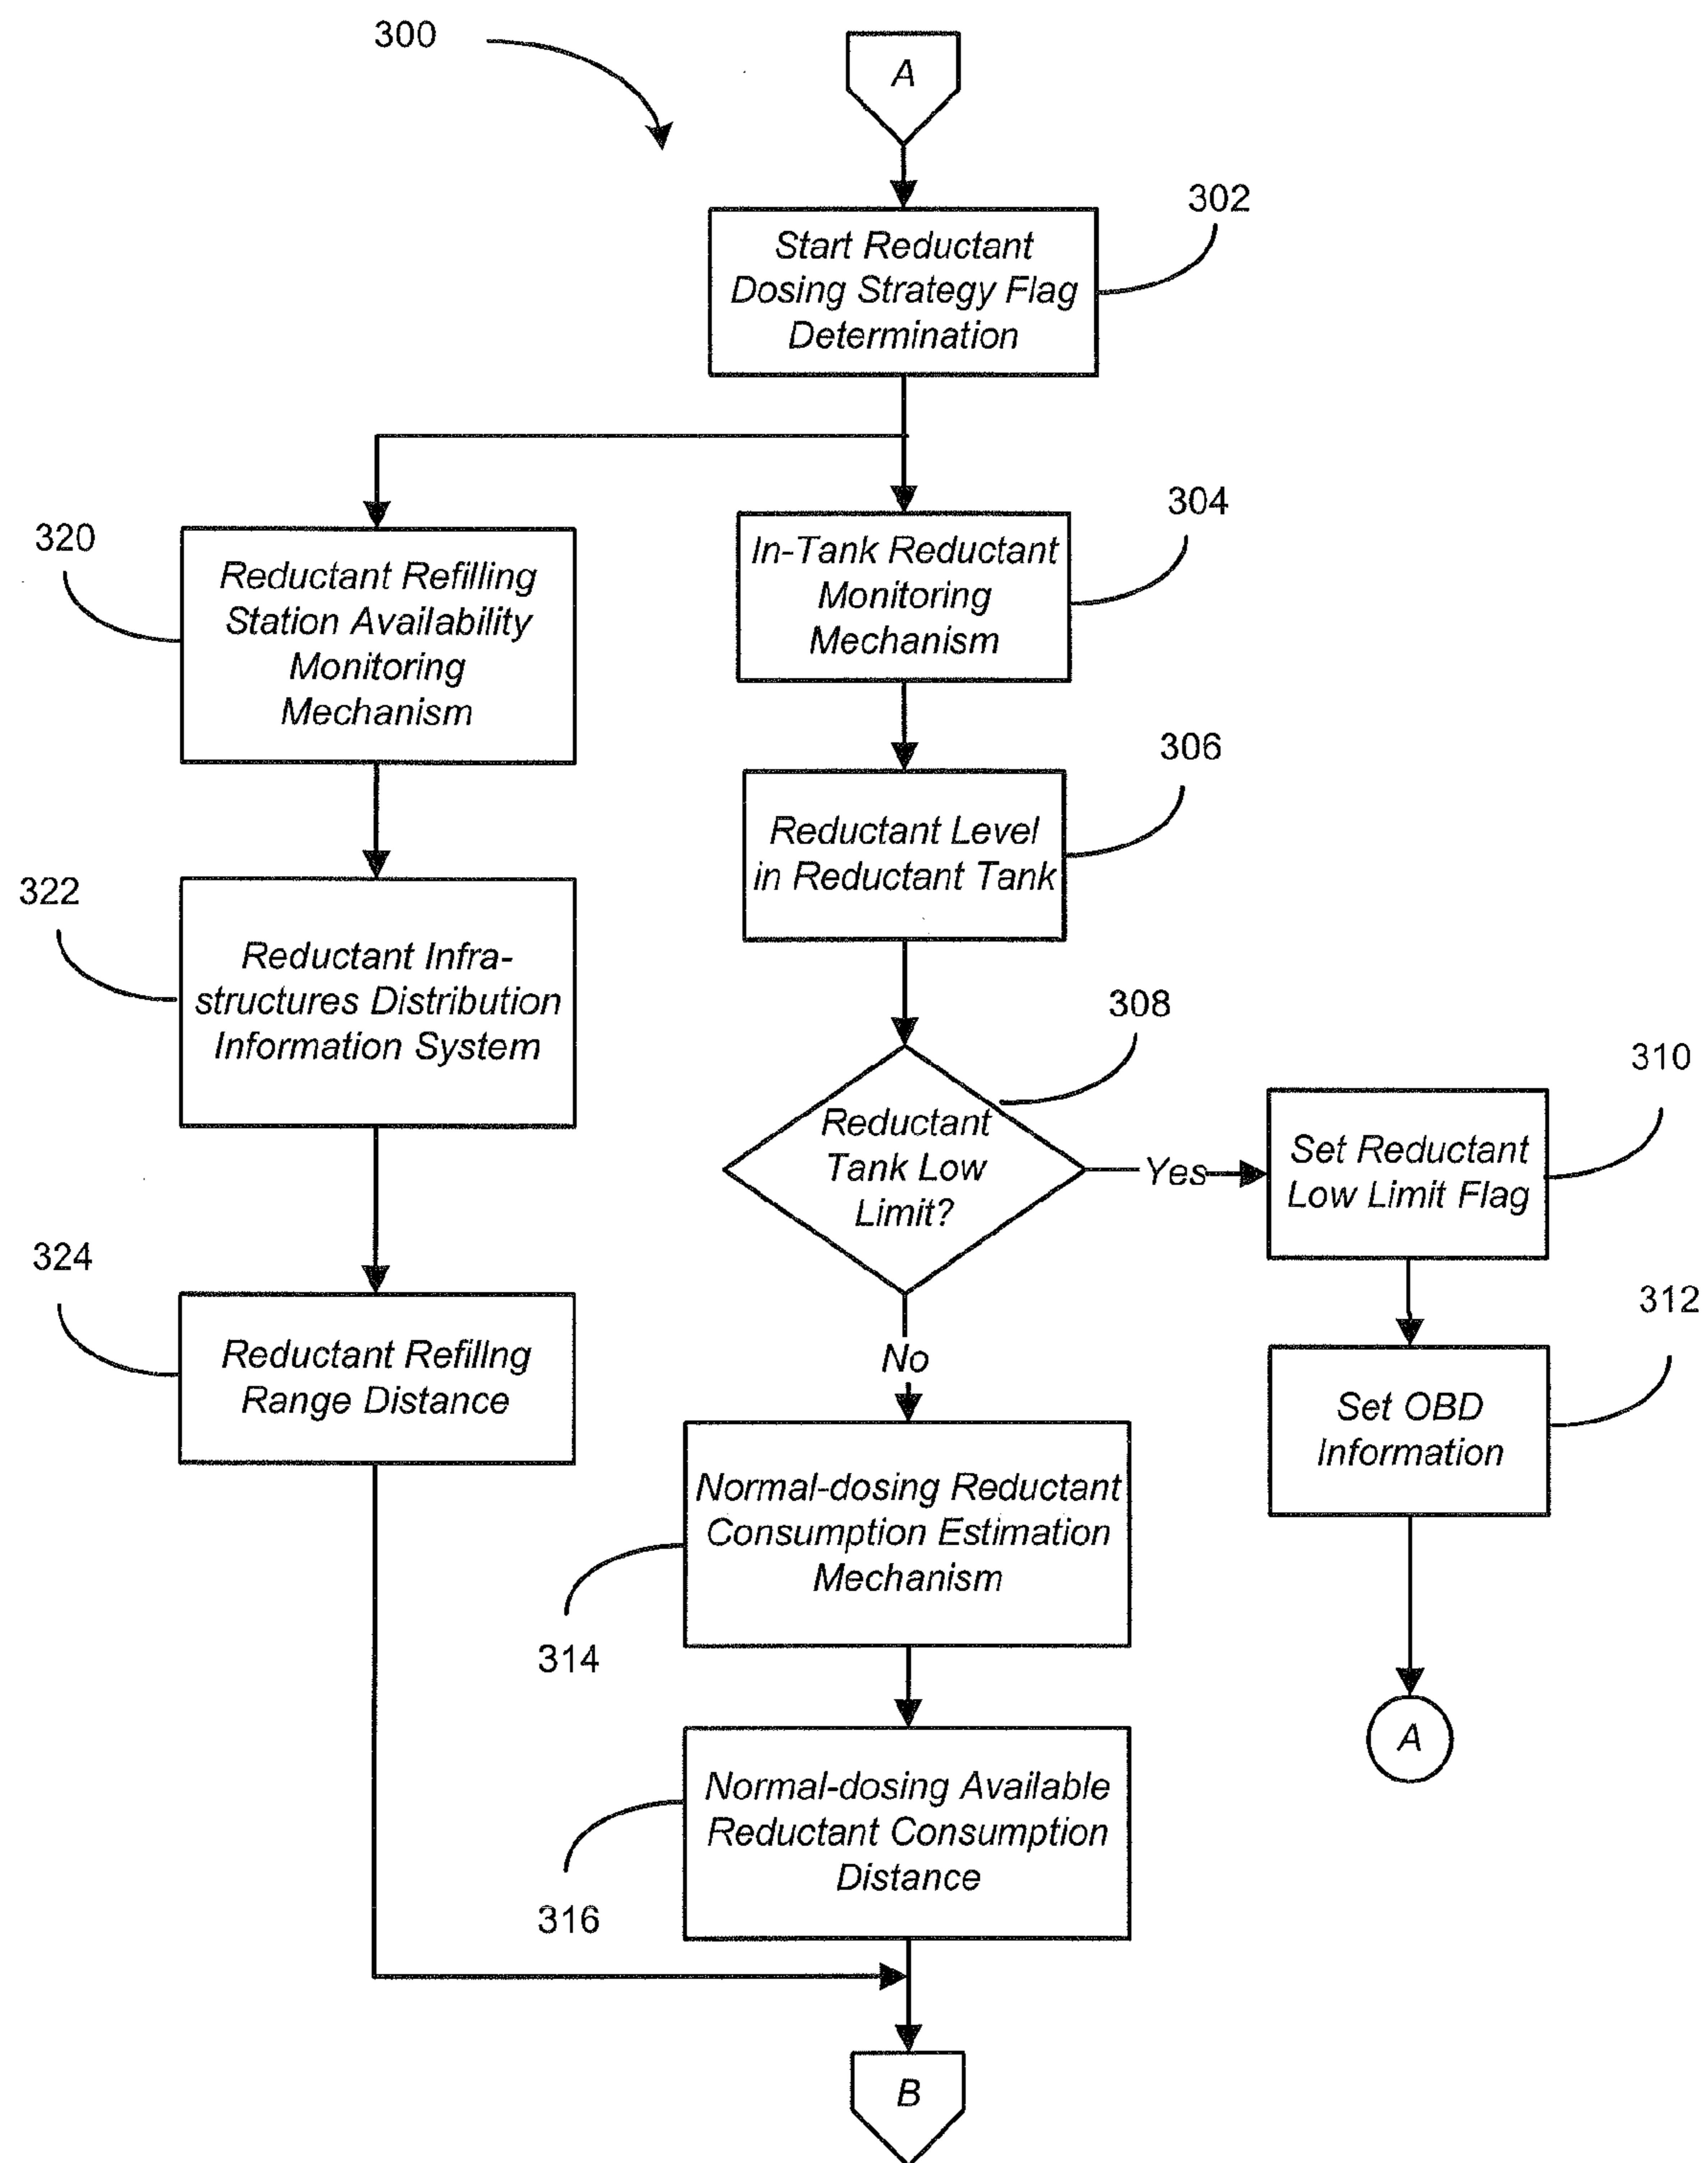 300
A
302
Start Reductant
Dosing Strategy Flag
Determination
320
Reductant Refilling
Station Availability
Monitoring
Mechanism
304
In-Tank Reductant
Monitoring
Mechanism
306
Reductant Level
in Reductant Tank
322
Reductant Infra-
structures Distribution
Information System
308
Reductant
Tank Low
Limit?
Yes
310
Set Reductant
Low Limit Flag
324
Reductant Refillng
Range Distance
No
312
Set OBD
Information
314
Normal-dosing Reductant
Consumption Estimation
Mechanism
A
316
Normal-dosing Available
Reductant Consumption
Distance
B